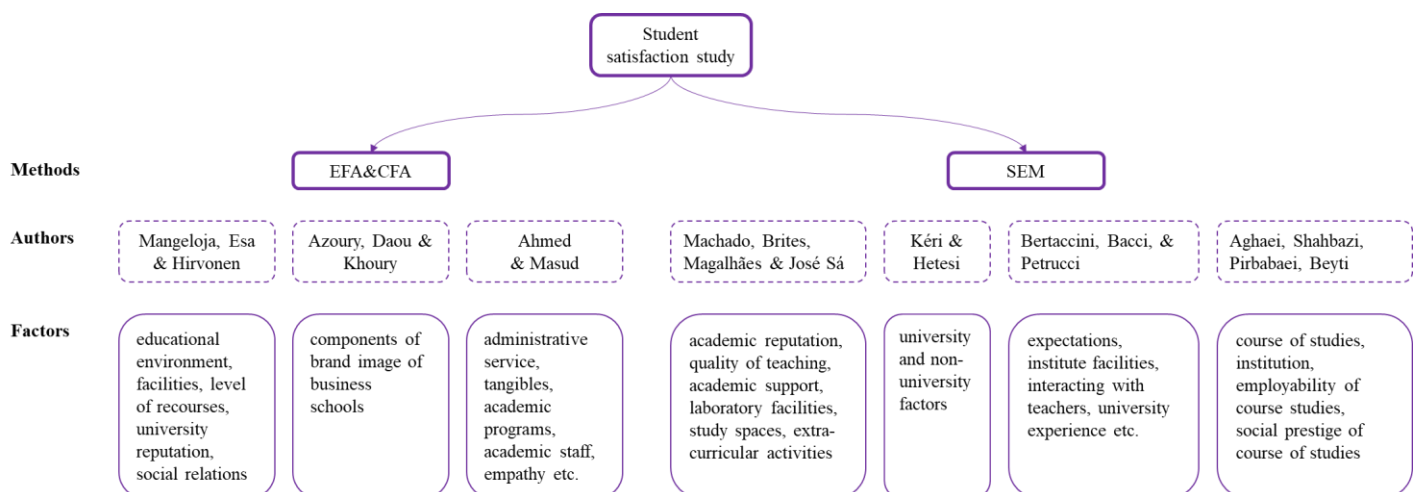 Student
satisfaction study
Methods
EFA&CFA
SEM
Authors
Mangeloja, Esa
& Hirvonen
Azoury, Daou &
Khoury
Ahmed
& Masud
Machado, Brites,
Magalhães & José Sá
Kéri &
Hetesi
Bertaccini, Bacci, &
Petrucci
Aghaei, Shahbazi,
Pirbabaei, Beyti
Factors
educational
environment,
facilities, level
of recourses,
university
reputation,
social relations
components of
brand image of
business
schools
administrative
service,
tangibles,
academic
programs,
academic staff,
empathy etc.
academic reputation,
quality of teaching,
academic support,
laboratory facilities,
study spaces, extra-
curricular activities
university
and non-
university
factors
expectations,
institute facilities,
interacting with
teachers, university
experience etc.
course of studies,
institution,
employability of
course studies,
social prestige of
course of studies